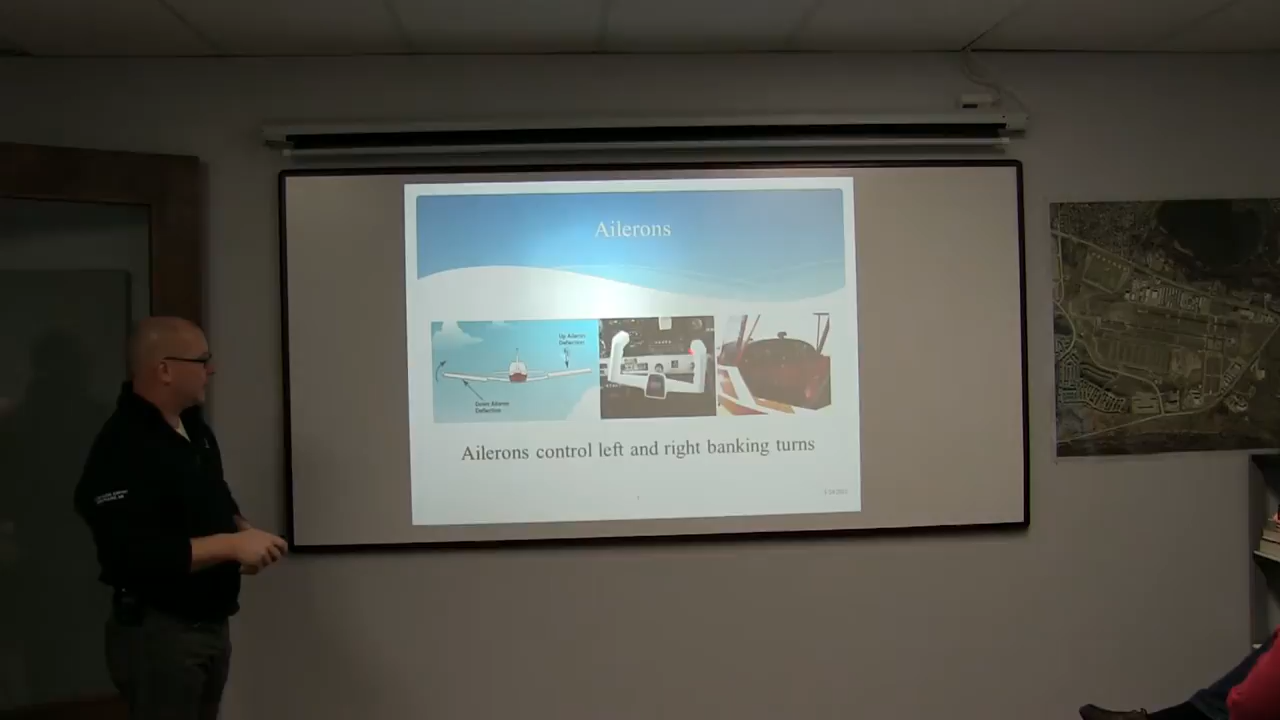 Ailerons
Up Aileron
Deflection
Down Aileron
Deflection
Ailerons control left and right banking turns